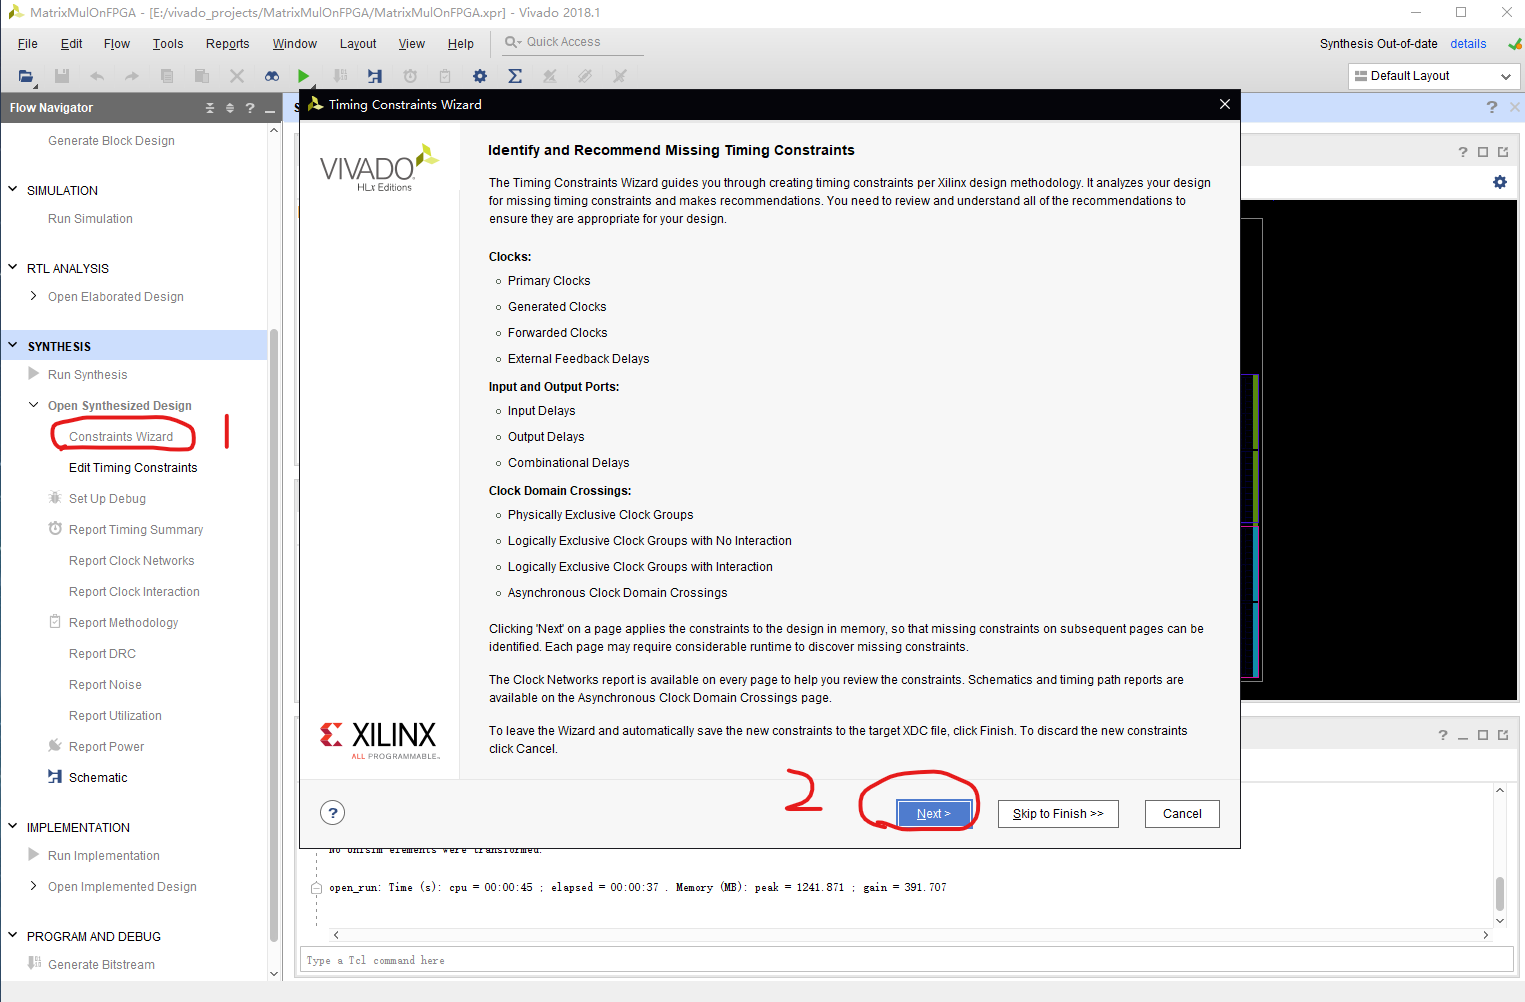 MatrixMulOnFPGA - [E:/vivado_projects/MatrixMulOnFPGA/MatrixMulOnFPGA.xpr] - Vivado 2018.1
File Edit Flow Tools Reports Window Layout View Help Quick Access
Synthesis Out-of-date details
Default Layout
Flow Navigator
Generate Block Design
SIMULATION
Run Simulation
RTL ANALYSIS
Open Elaborated Design
SYNTHESIS
Run Synthesis
Open Synthesized Design
Constraints Wizard 1
Edit Timing Constraints
Set Up Debug
Report Timing Summary
Report Clock Networks
Report Clock Interaction
Report Methodology
Report DRC
Report Noise
Report Utilization
Report Power
Schematic
IMPLEMENTATION
Run Implementation
Open Implemented Design
PROGRAM AND DEBUG
Generate Bitstream
Timing Constraints Wizard
VIVADO
HLx Editions
Identify and Recommend Missing Timing Constraints
The Timing Constraints Wizard guides you through creating timing constraints per Xilinx design methodology. It analyzes your design
for missing timing constraints and makes recommendations. You need to review and understand all of the recommendations to
ensure they are appropriate for your design.
Clocks:
Primary Clocks
Generated Clocks
Forwarded Clocks
External Feedback Delays
Input and Output Ports:
Input Delays
Output Delays
Combinational Delays
Clock Domain Crossings:
Physically Exclusive Clock Groups
Logically Exclusive Clock Groups with No Interaction
Logically Exclusive Clock Groups with Interaction
Asynchronous Clock Domain Crossings
Clicking 'Next' on a page applies the constraints to the design in memory, so that missing constraints on subsequent pages can be
identified. Each page may require considerable runtime to discover missing constraints.
The Clock Networks report is available on every page to help you review the constraints. Schematics and timing path reports are
available on the Asynchronous Clock Domain Crossings page.
To leave the Wizard and automatically save the new constraints to the target XDC file, click Finish. To discard the new constraints
click Cancel.
XILINX
ALL PROGRAMMABLE.
2
? Next > Skip to Finish >> Cancel
No Unisim elements were transformed.
open_run: Time (s): cpu = 00:00:45 ; elapsed = 00:00:37 . Memory (MB): peak = 1241.871 ; gain = 391.707
Type a Tcl command here